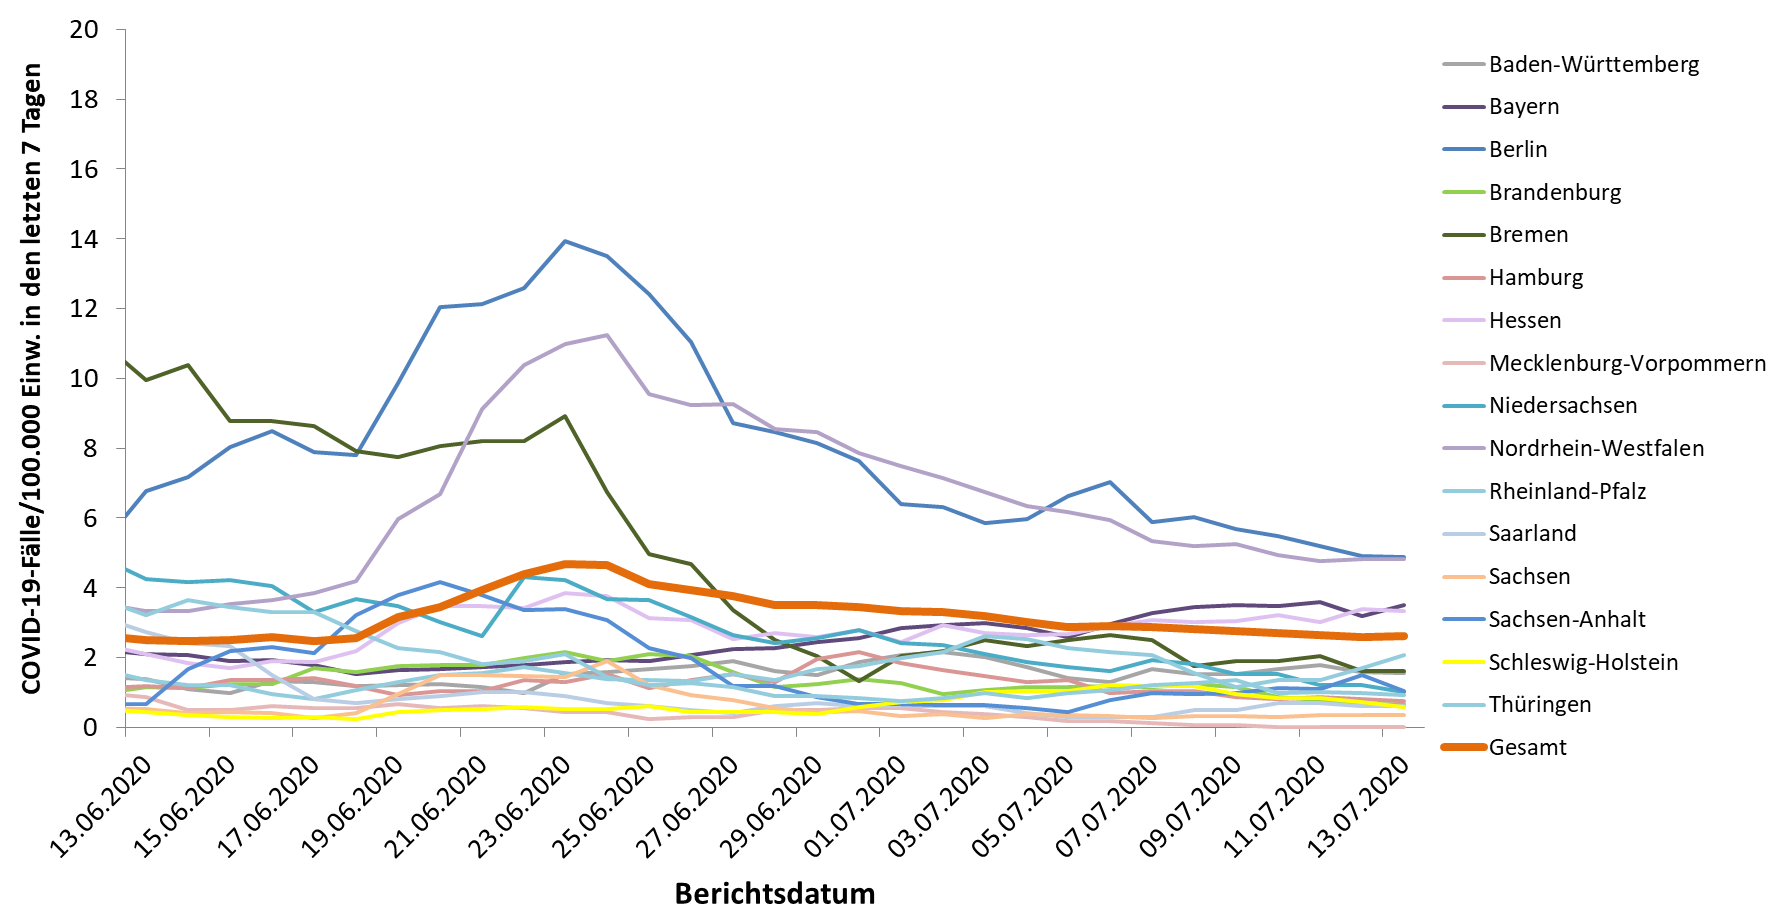 COVID-19-Fälle/100.000 Einw. in den letzten 7 Tagen
20
18
16
14
12
10
8
6
4
2
0
13.06.2020
15.06.2020
17.06.2020
19.06.2020
21.06.2020
23.06.2020
25.06.2020
27.06.2020
29.06.2020
01.07.2020
03.07.2020
05.07.2020
07.07.2020
09.07.2020
11.07.2020
13.07.2020
Berichtsdatum
Baden-Württemberg
Bayern
Berlin
Brandenburg
Bremen
Hamburg
Hessen
Mecklenburg-Vorpommern
Niedersachsen
Nordrhein-Westfalen
Rheinland-Pfalz
Saarland
Sachsen
Sachsen-Anhalt
Schleswig-Holstein
Thüringen
Gesamt